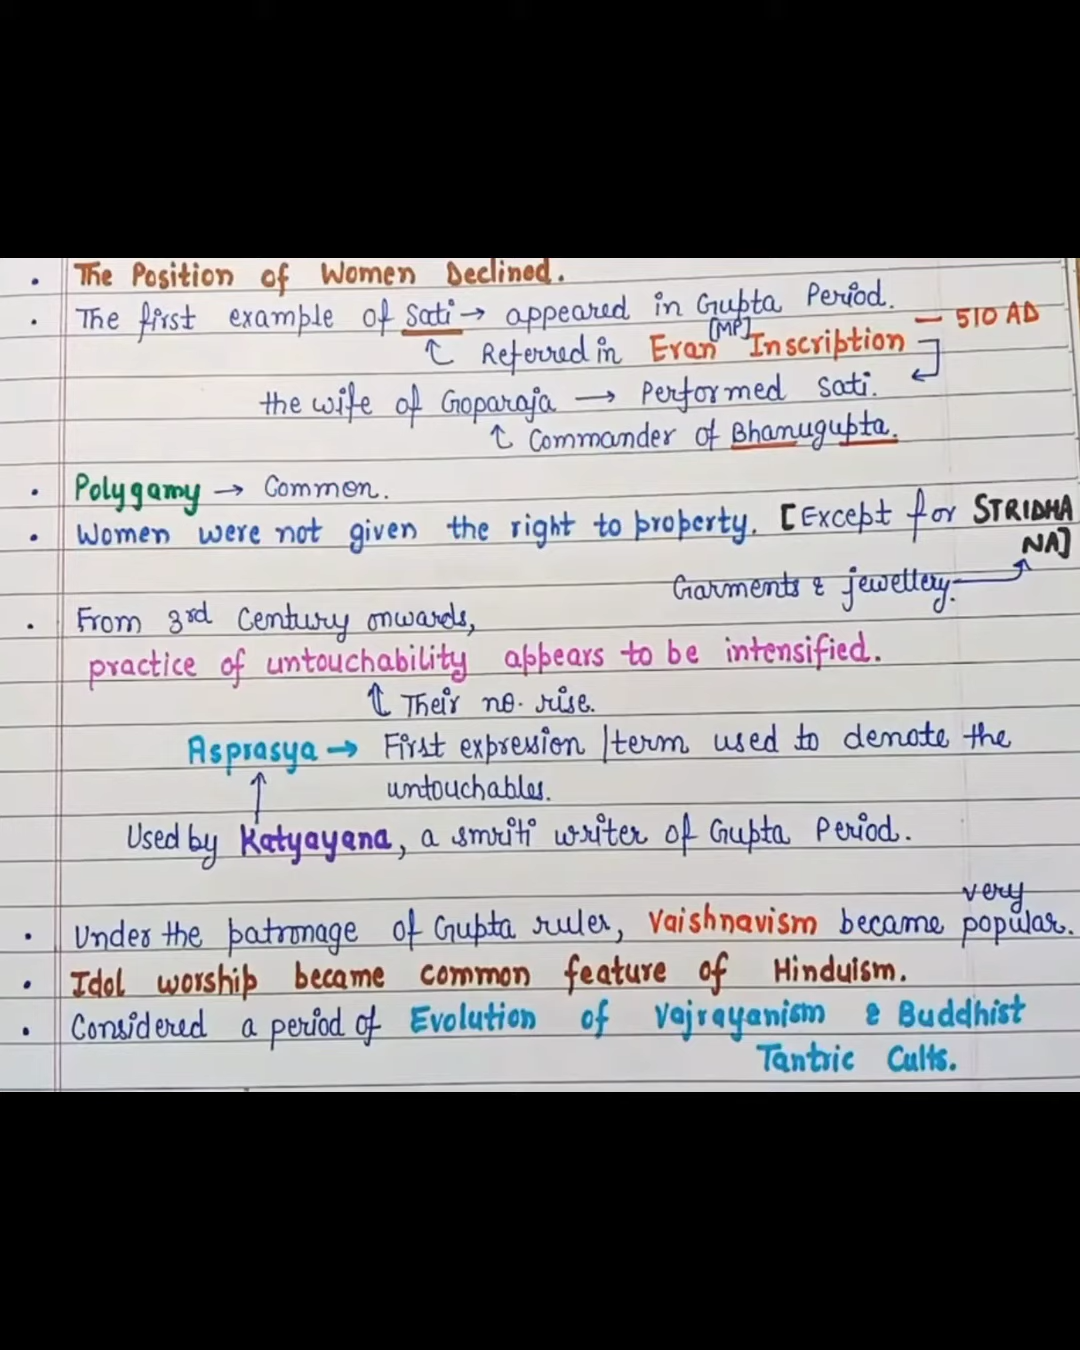 • The Position of Women Declined.
• The first example of Sati → appeared in Gupta Period.
↑ Referred in Eran [MP] Inscription — 510 AD
the wife of Goparaja → Performed Sati.
↑ Commander of Bhanugupta.
• Polygamy → Common.
• Women were not given the right to property. [Except for STRIDHA
NA]
Garments & jewellery.
• From 3rd Century onwards,
practice of untouchability appears to be intensified.
↑ Their no. rise.
Asprasya → First expression / term used to denote the
untouchables.
Used by Katyayana, a smriti writer of Gupta Period.
• Under the patronage of Gupta rules, Vaishnavism became very popular.
• Idol worship became common feature of Hinduism.
• Considered a period of Evolution of Vajrayanism & Buddhist
Tantric Cults.